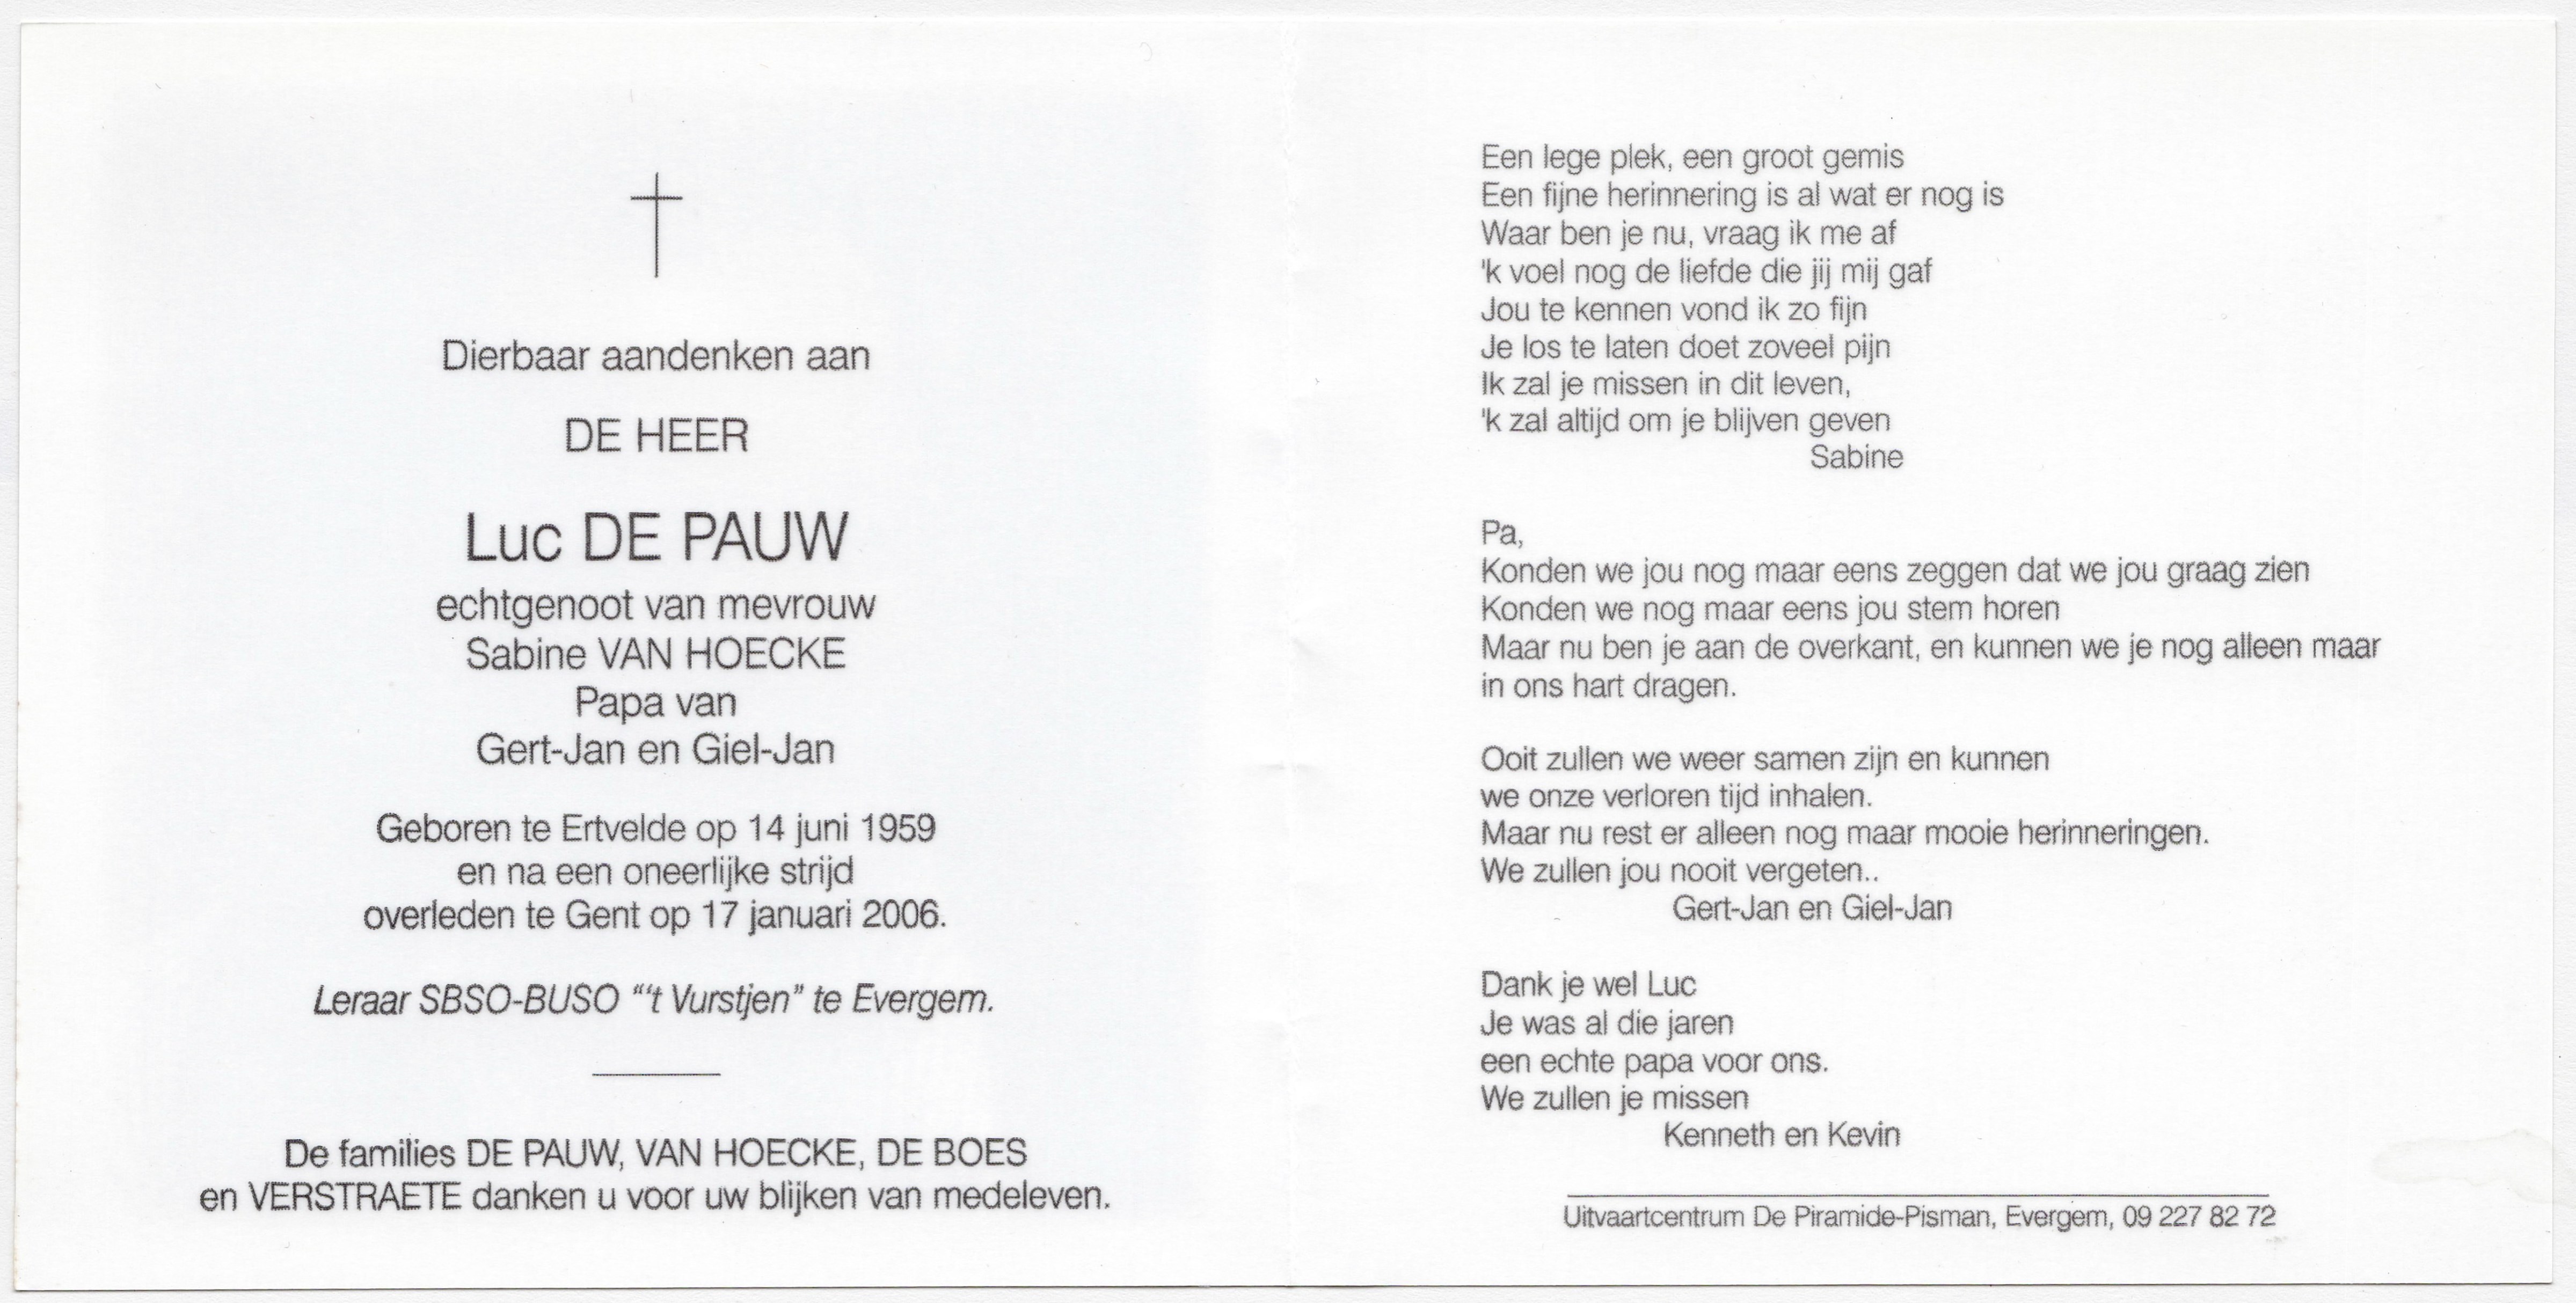 Dierbaar aandenken aan
DE HEER
Luc DE PAUW
echtgenoot van mevrouw
Sabine VAN HOECKE
Papa van
Gert-Jan en Giel-Jan
Geboren te Ertvelde op 14 juni 1959
en na een oneerlijke strijd
overleden te Gent op 17 januari 2006.
Leraar SBSO-BUSO “‘t Vurstjen” te Evergem.
De families DE PAUW, VAN HOECKE, DE BOES
en VERSTRAETE danken u voor uw blijken van medeleven.
Een lege plek, een groot gemis
Een fijne herinnering is al wat er nog is
Waar ben je nu, vraag ik me af
'k voel nog de liefde die jij mij gaf
Jou te kennen vond ik zo fijn
Je los te laten doet zoveel pijn
Ik zal je missen in dit leven,
'k zal altijd om je blijven geven
Sabine
Pa,
Konden we jou nog maar eens zeggen dat we jou graag zien
Konden we nog maar eens jou stem horen
Maar nu ben je aan de overkant, en kunnen we je nog alleen maar
in ons hart dragen.
Ooit zullen we weer samen zijn en kunnen
we onze verloren tijd inhalen.
Maar nu rest er alleen nog maar mooie herinneringen.
We zullen jou nooit vergeten..
Gert-Jan en Giel-Jan
Dank je wel Luc
Je was al die jaren
een echte papa voor ons.
We zullen je missen
Kenneth en Kevin
Uitvaartcentrum De Piramide-Pisman, Evergem, 09 227 82 72